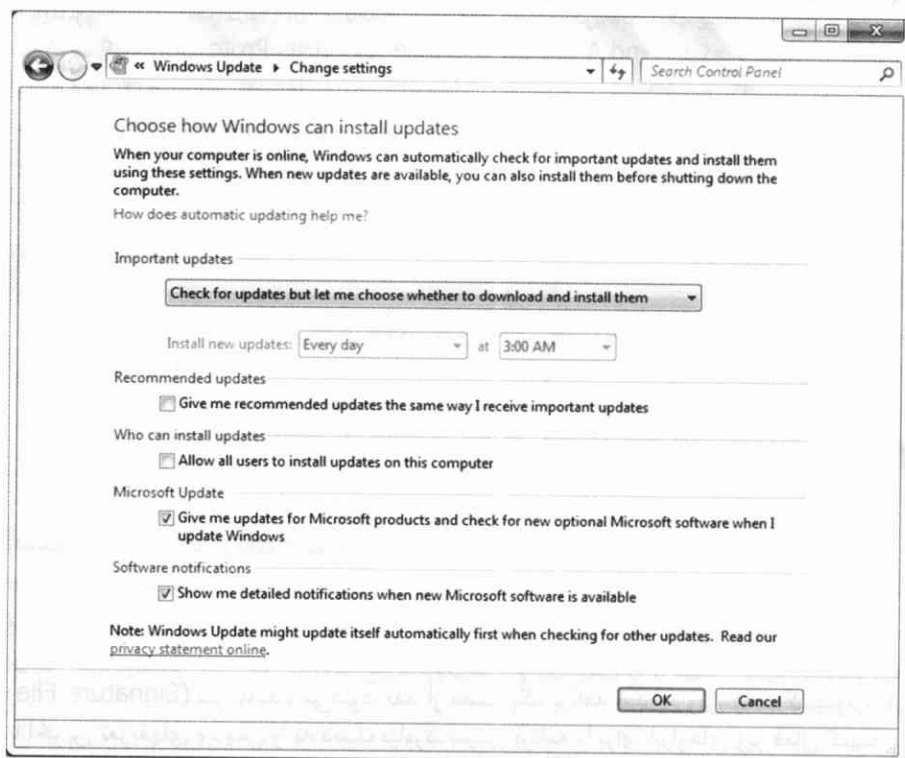 « Windows Update ▸ Change settings
Search Control Panel
Choose how Windows can install updates
When your computer is online, Windows can automatically check for important updates and install them
using these settings. When new updates are available, you can also install them before shutting down the
computer.
How does automatic updating help me?
Important updates
Check for updates but let me choose whether to download and install them
Install new updates: Every day at 3:00 AM
Recommended updates
Give me recommended updates the same way I receive important updates
Who can install updates
Allow all users to install updates on this computer
Microsoft Update
Give me updates for Microsoft products and check for new optional Microsoft software when I
update Windows
Software notifications
Show me detailed notifications when new Microsoft software is available
Note: Windows Update might update itself automatically first when checking for other updates. Read our
privacy statement online.
OK Cancel